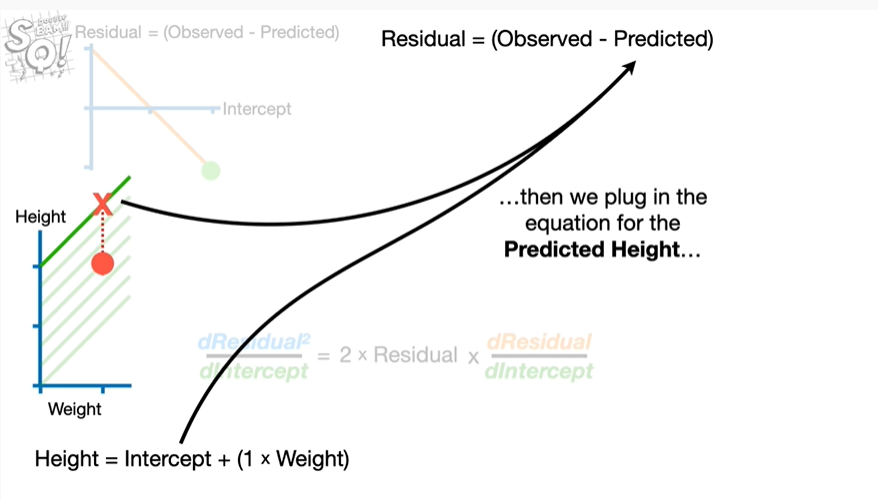 Residual = (Observed - Predicted)
Residual = (Observed - Predicted)
Intercept
...then we plug in the
equation for the
Predicted Height...
Height
X
dResidual²
dIntercept
= 2 × Residual ×
dResidual
dIntercept
Weight
Height = Intercept + (1 × Weight)